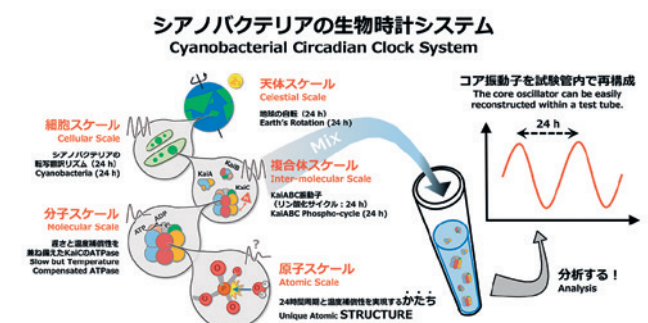 シアノバクテリアの生物時計システム
Cyanobacterial Circadian Clock System
天体スケール
Celestial Scale
地球の自転 (24 h)
Earth's Rotation (24 h)
細胞スケール
Cellular Scale
シアノバクテリアの
転写翻訳リズム (24 h)
Cyanobacteria (24 h)
Mix
KaiA
KaiB
KaiC
複合体スケール
Inter-molecular Scale
KaiABC振動子
(リン酸化サイクル:24 h)
KaiABC Phospho-cycle (24 h)
分子スケール
Molecular Scale
遅さと温度補償性を
兼ね備えたKaiCのATPase
Slow but Temperature
Compensated ATPase
ATP
ADP
Pi
?
原子スケール
Atomic Scale
24時間周期と温度補償性を実現するかたち
Unique Atomic STRUCTURE
コア振動子を試験管内で再構成
The core oscillator can be easily
reconstructed within a test tube.
24 h
分析する!
Analysis